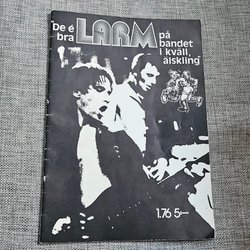 "De é
bra
LARM
på
bandet
i kväll,
älskling"
1.76 5:-